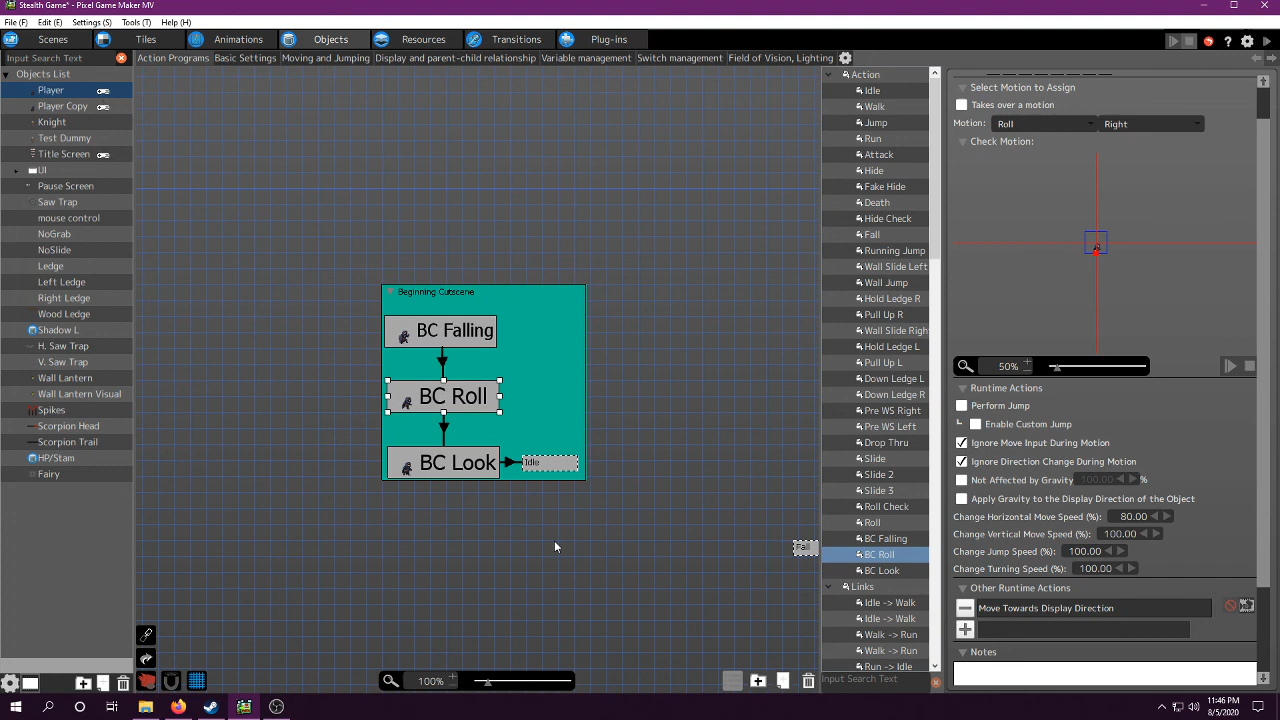 Stealth Game* - Pixel Game Maker MV
File (F) Edit (E) Settings (S) Tools (T) Help (H)
Scenes Tiles Animations Objects Resources Transitions Plug-ins
Input Search Text Action Programs Basic Settings Moving and Jumping Display and parent-child relationship Variable management Switch management Field of Vision, Lighting
Objects List
Player
Player Copy
Knight
Test Dummy
Title Screen
UI
Pause Screen
Saw Trap
mouse control
NoGrab
NoSlide
Ledge
Left Ledge
Right Ledge
Wood Ledge
Shadow L
H. Saw Trap
V. Saw Trap
Wall Lantern
Wall Lantern Visual
Spikes
Scorpion Head
Scorpion Trail
HP/Stam
Fairy
Beginning Cutscene
BC Falling
BC Roll
BC Look
Idle
Fall
100%
Action
Idle
Walk
Jump
Run
Attack
Hide
Fake Hide
Death
Hide Check
Fall
Running Jump
Wall Slide Left
Wall Jump
Hold Ledge R
Pull Up R
Wall Slide Right
Hold Ledge L
Pull Up L
Down Ledge L
Down Ledge R
Pre WS Right
Pre WS Left
Drop Thru
Slide
Slide 2
Slide 3
Roll Check
Roll
BC Falling
BC Roll
BC Look
Links
Idle -> Walk
Idle -> Walk
Walk -> Run
Walk -> Run
Run -> Idle
Input Search Text
Select Motion to Assign
Takes over a motion
Motion: Roll Right
Check Motion:
50%
Runtime Actions
Perform Jump
Enable Custom Jump
Ignore Move Input During Motion
Ignore Direction Change During Motion
Not Affected by Gravity 100.00 %
Apply Gravity to the Display Direction of the Object
Change Horizontal Move Speed (%): 80.00
Change Vertical Move Speed (%): 100.00
Change Jump Speed (%): 100.00
Change Turning Speed (%): 100.00
Other Runtime Actions
Move Towards Display Direction
Notes
11:46 PM
8/5/2020